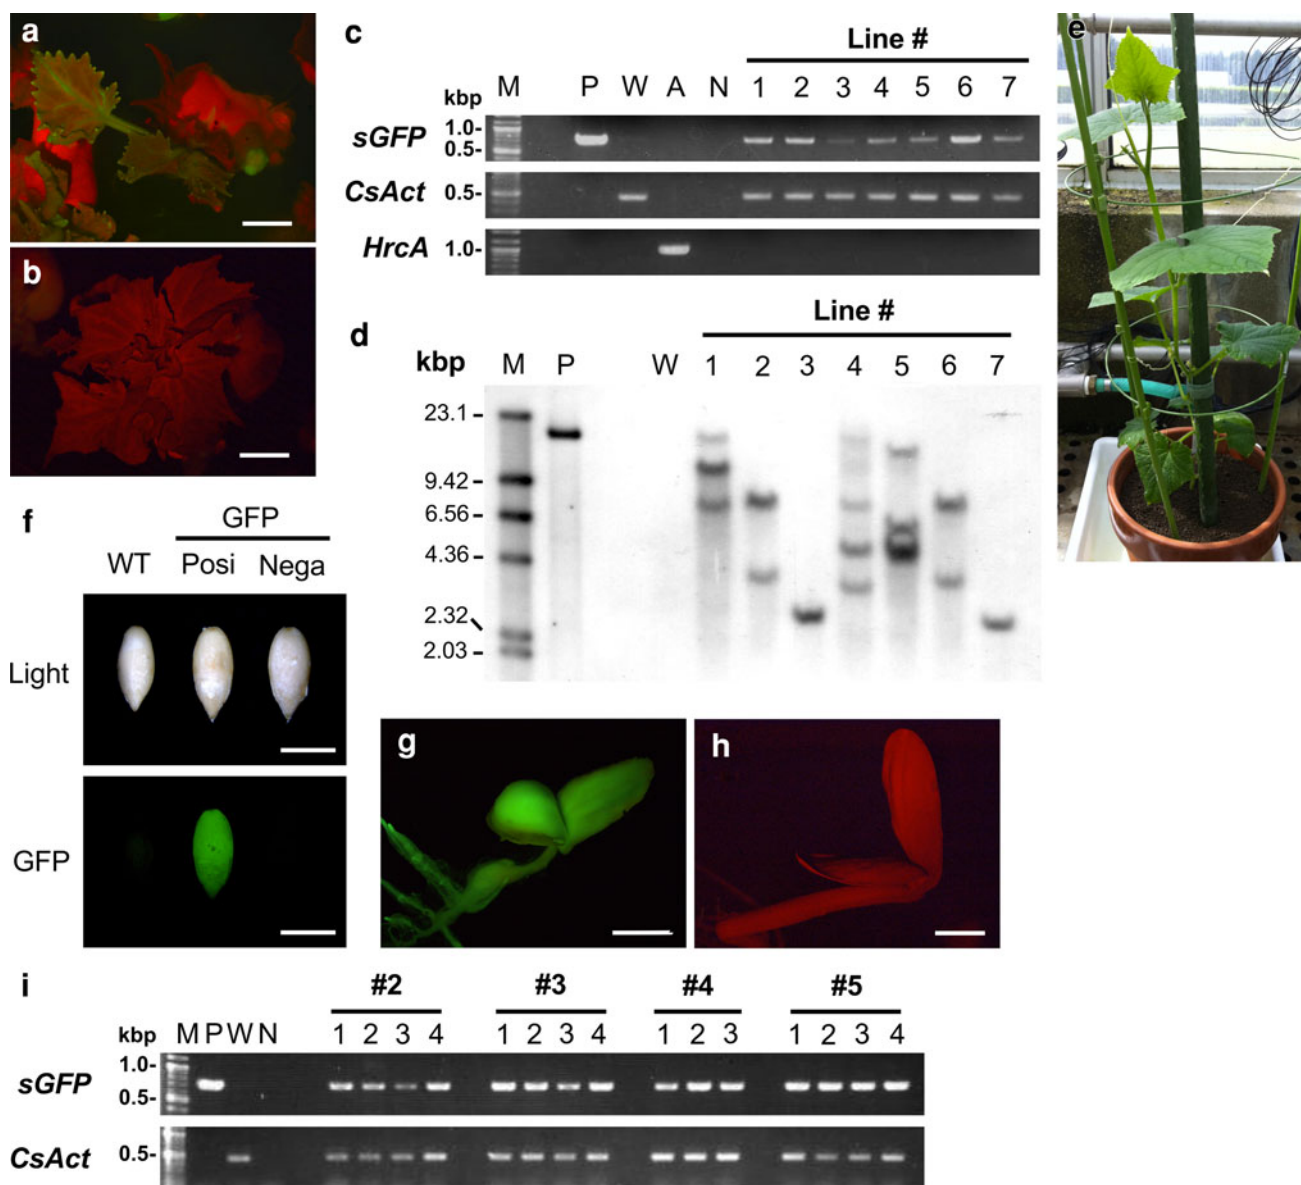 a
b
c
Line #
kbp M P W A N 1 2 3 4 5 6 7
sGFP 1.0-
0.5-
CsAct 0.5-
HrcA 1.0-
d
Line #
kbp M P W 1 2 3 4 5 6 7
23.1
9.42
6.56
4.36
2.32
2.03
e
f
GFP
WT Posi Nega
Light
GFP
g
h
i
#2 #3 #4 #5
kbp M P W N 1 2 3 4 1 2 3 4 1 2 3 1 2 3 4
sGFP 1.0-
0.5-
CsAct 0.5-